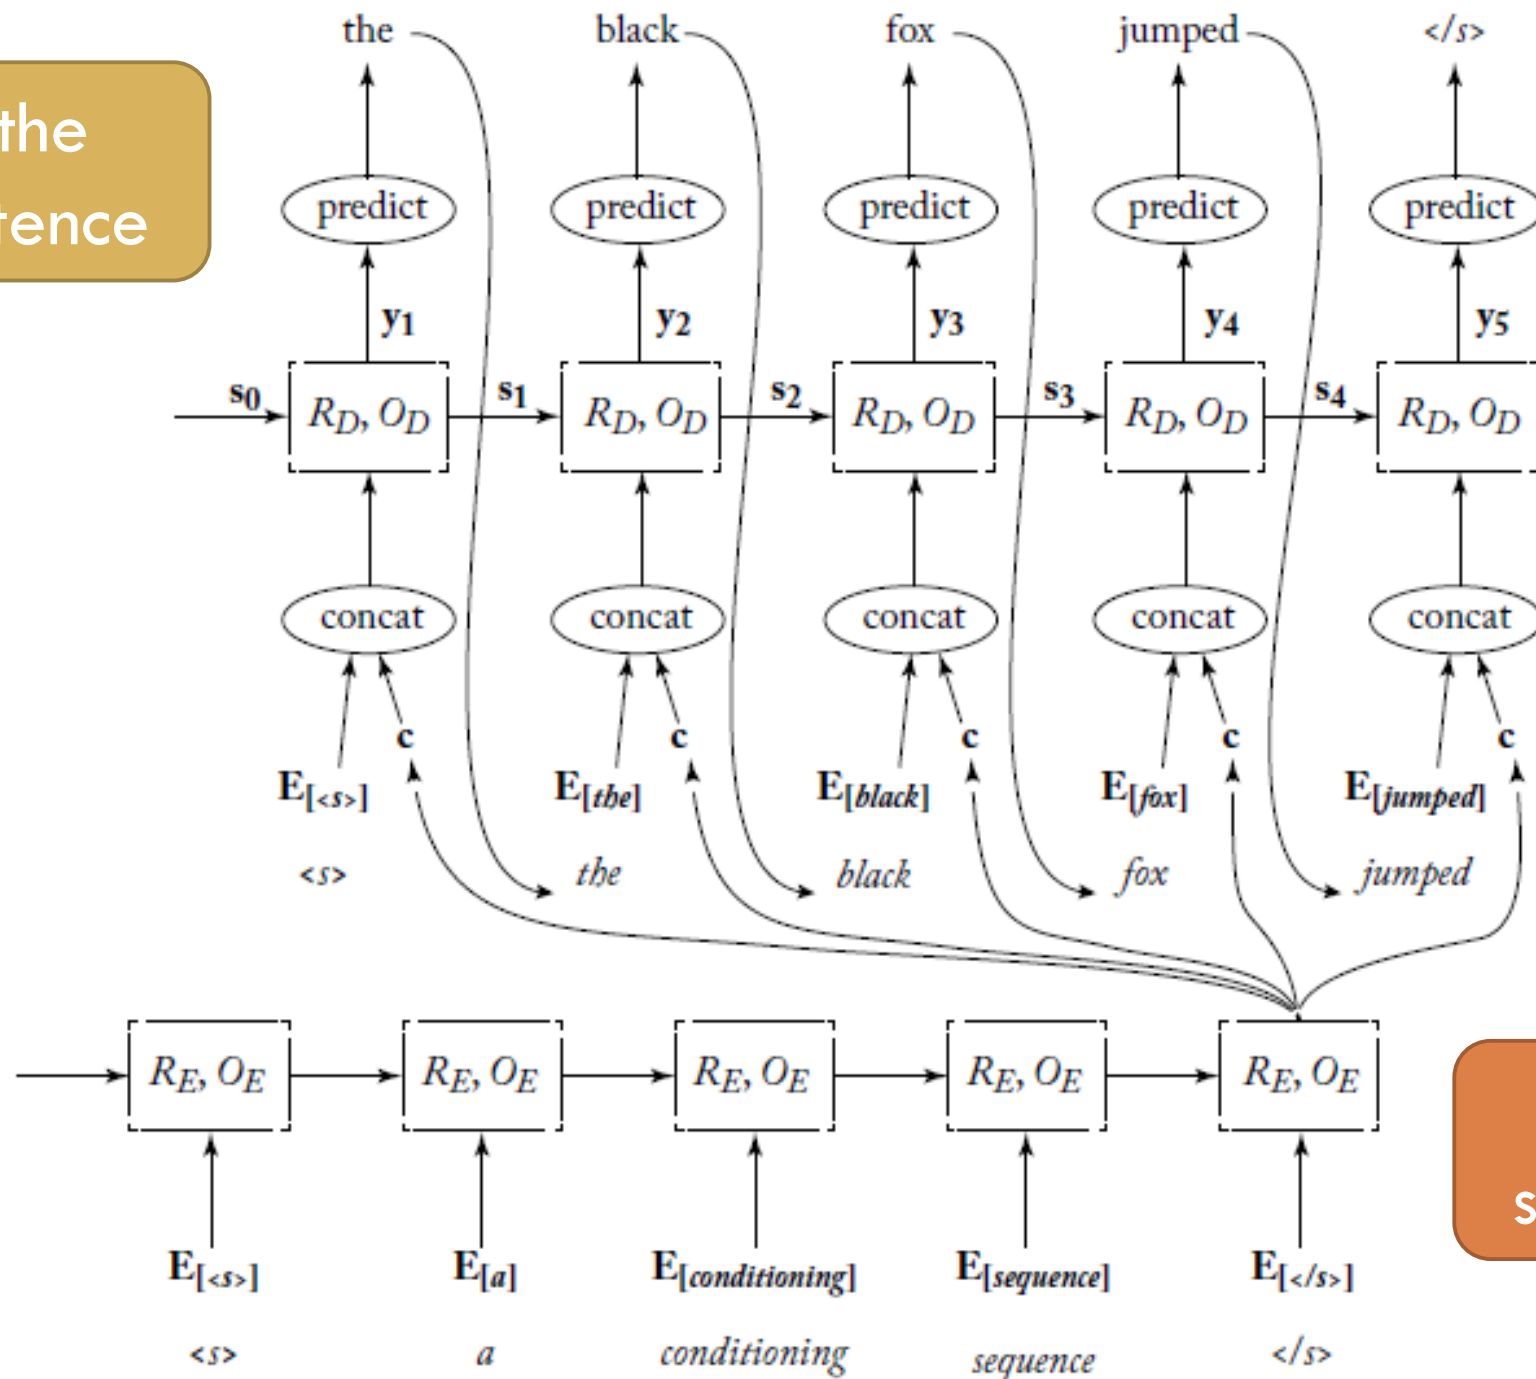 the black fox jumped </s>
the
tence
predict predict predict predict predict
y1 y2 y3 y4 y5
s0 s1 s2 s3 s4
RD, OD RD, OD RD, OD RD, OD RD, OD
concat concat concat concat concat
c c c c c
E[<s>] E[the] E[black] E[fox] E[jumped]
<s> the black fox jumped
RE, OE RE, OE RE, OE RE, OE RE, OE
s
E[<s>] E[a] E[conditioning] E[sequence] E[</s>]
<s> a conditioning sequence </s>